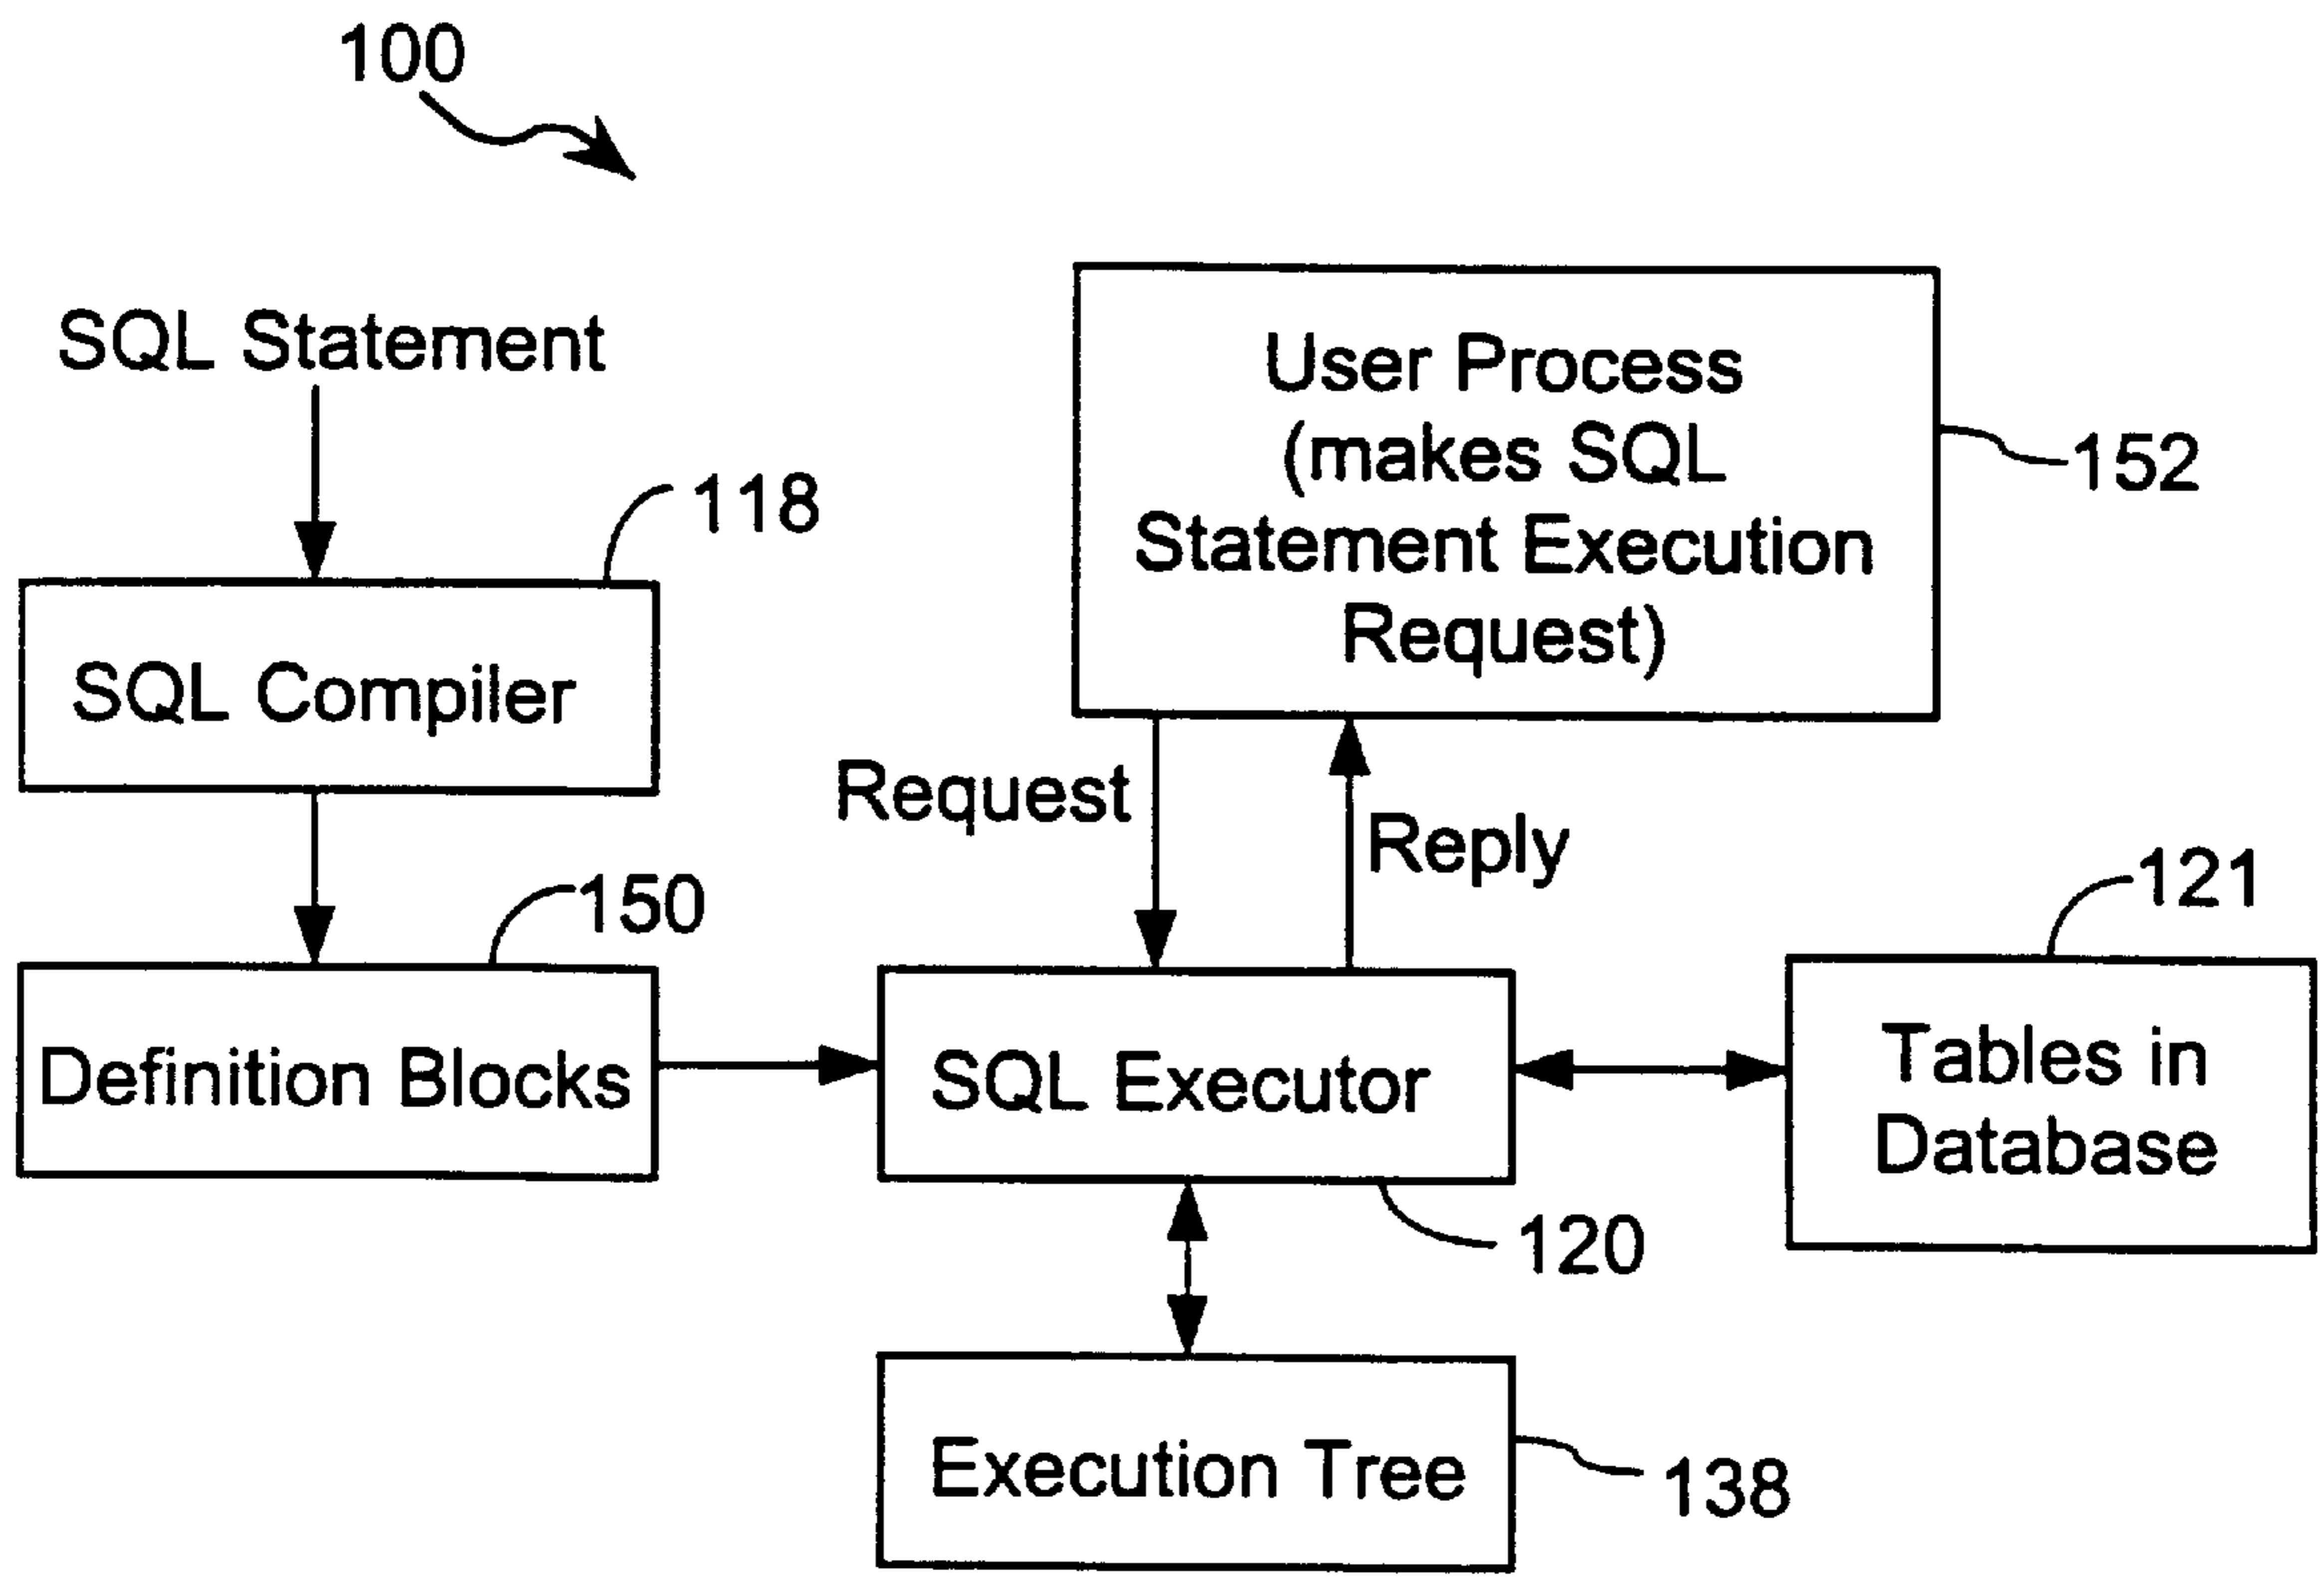 100
SQL Statement
118
SQL Compiler
User Process
(makes SQL
Statement Execution
Request)
152
Request
Reply
150
Definition Blocks
SQL Executor
120
121
Tables in
Database
Execution Tree
138